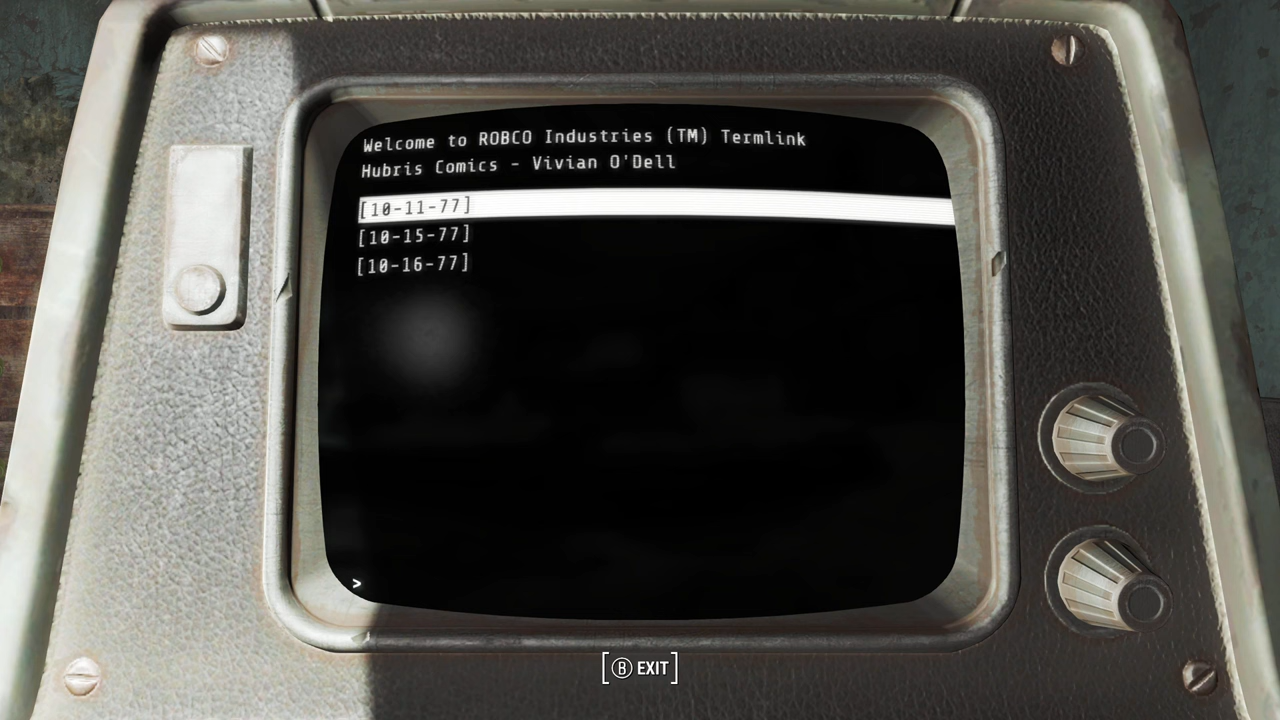 Welcome to ROBCO Industries (TM) Termlink
Hubris Comics - Vivian O'Dell
[10-11-77]
[10-15-77]
[10-16-77]
>
[Ⓑ EXIT]